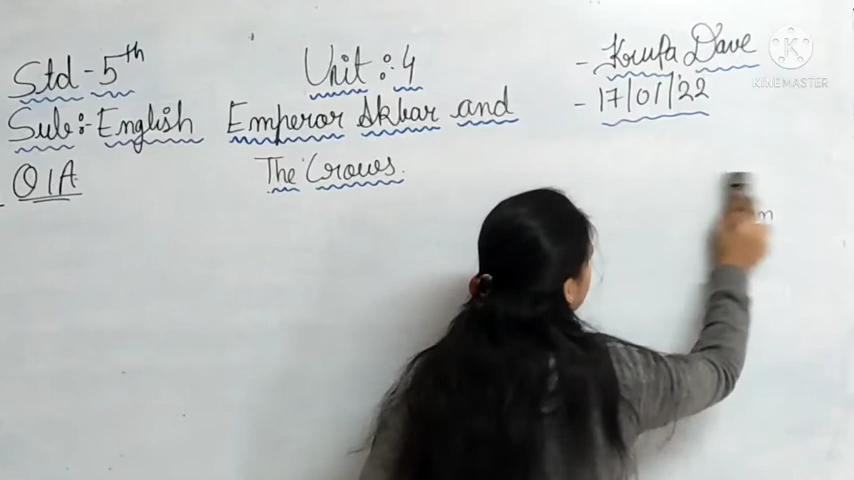 Std - 5th
Unit : 4
- Krupa Dave
Sub :- English
Emperor Akbar and
- 17/01/22
Q1A
The Crows.
m
KINEMASTER